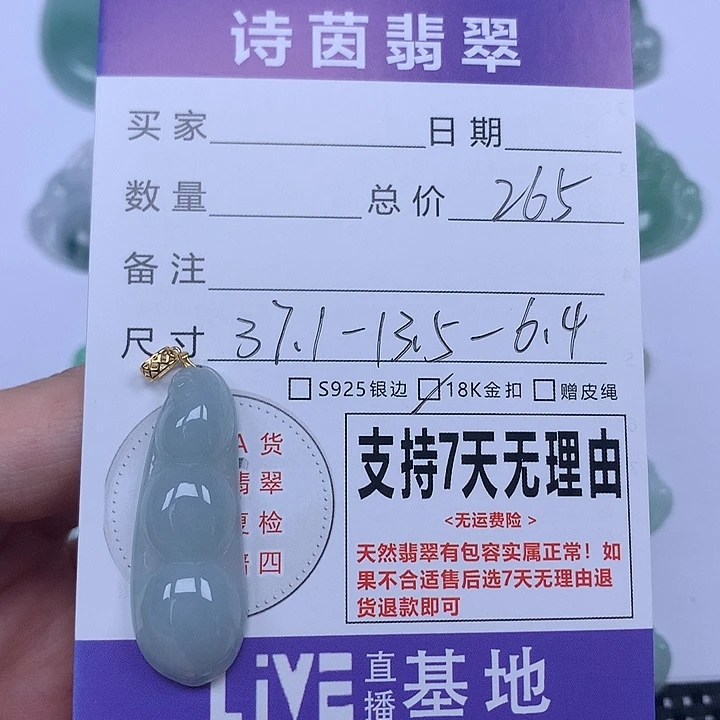 诗茵翡翠
买家 日期
数量 总价 265
备注
尺寸 37.1-13.5-6.4
S925银边 18K金扣 赠皮绳
A货
翡翠
复检
四
支持7天无理由
<无运费险>
天然翡翠有包容实属正常！如
果不合适售后选7天无理由退
货退款即可
LiVE 直播 基地